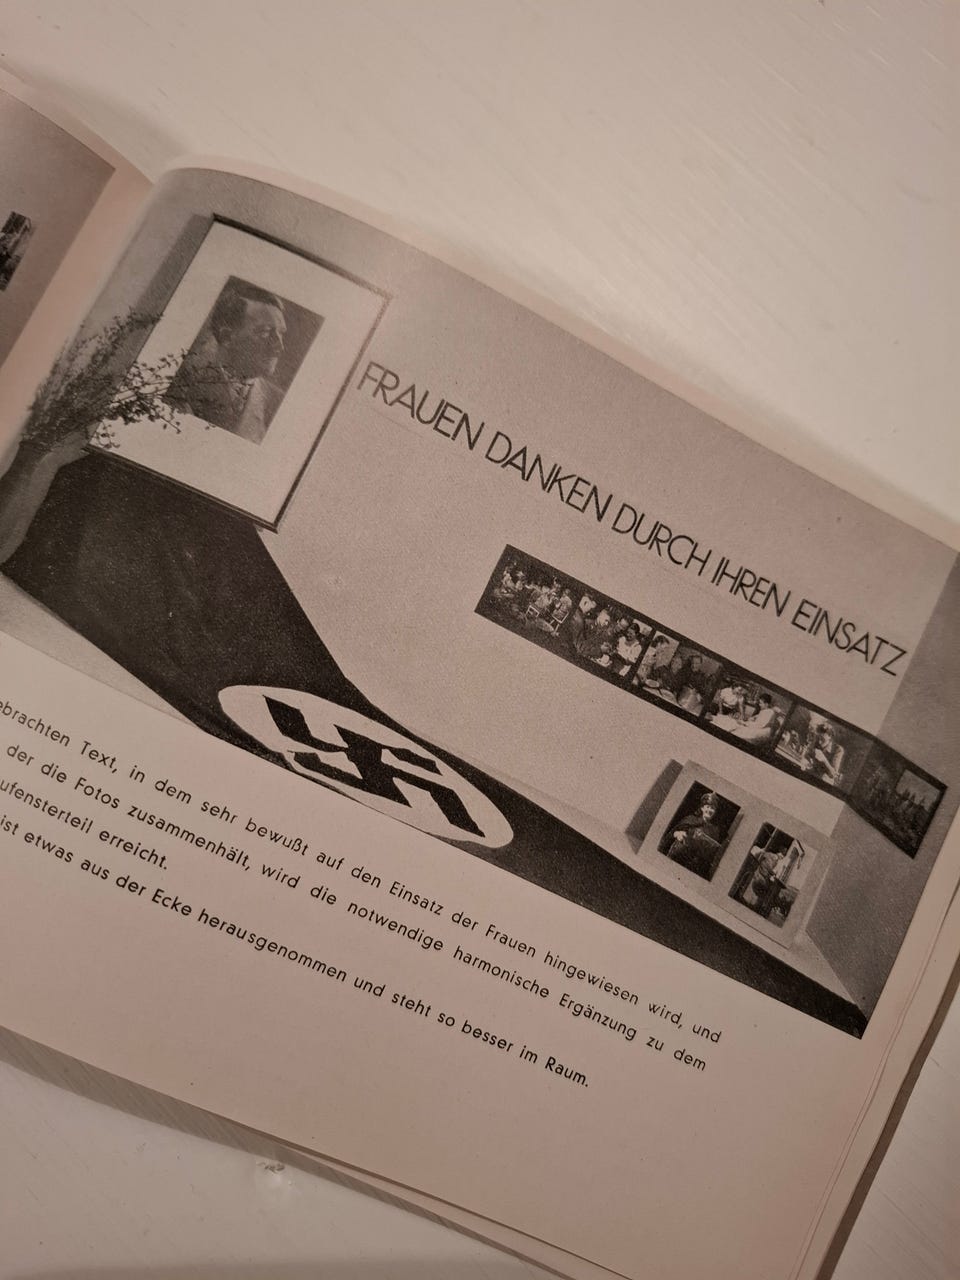 FRAUEN DANKEN DURCH IHREN EINSATZ
ebrachten Text, in dem sehr bewußt auf den Einsatz der Frauen hingewiesen wird, und
der die Fotos zusammenhält, wird die notwendige harmonische Ergänzung zu dem
ufensterteil erreicht.
ist etwas aus der Ecke herausgenommen und steht so besser im Raum.